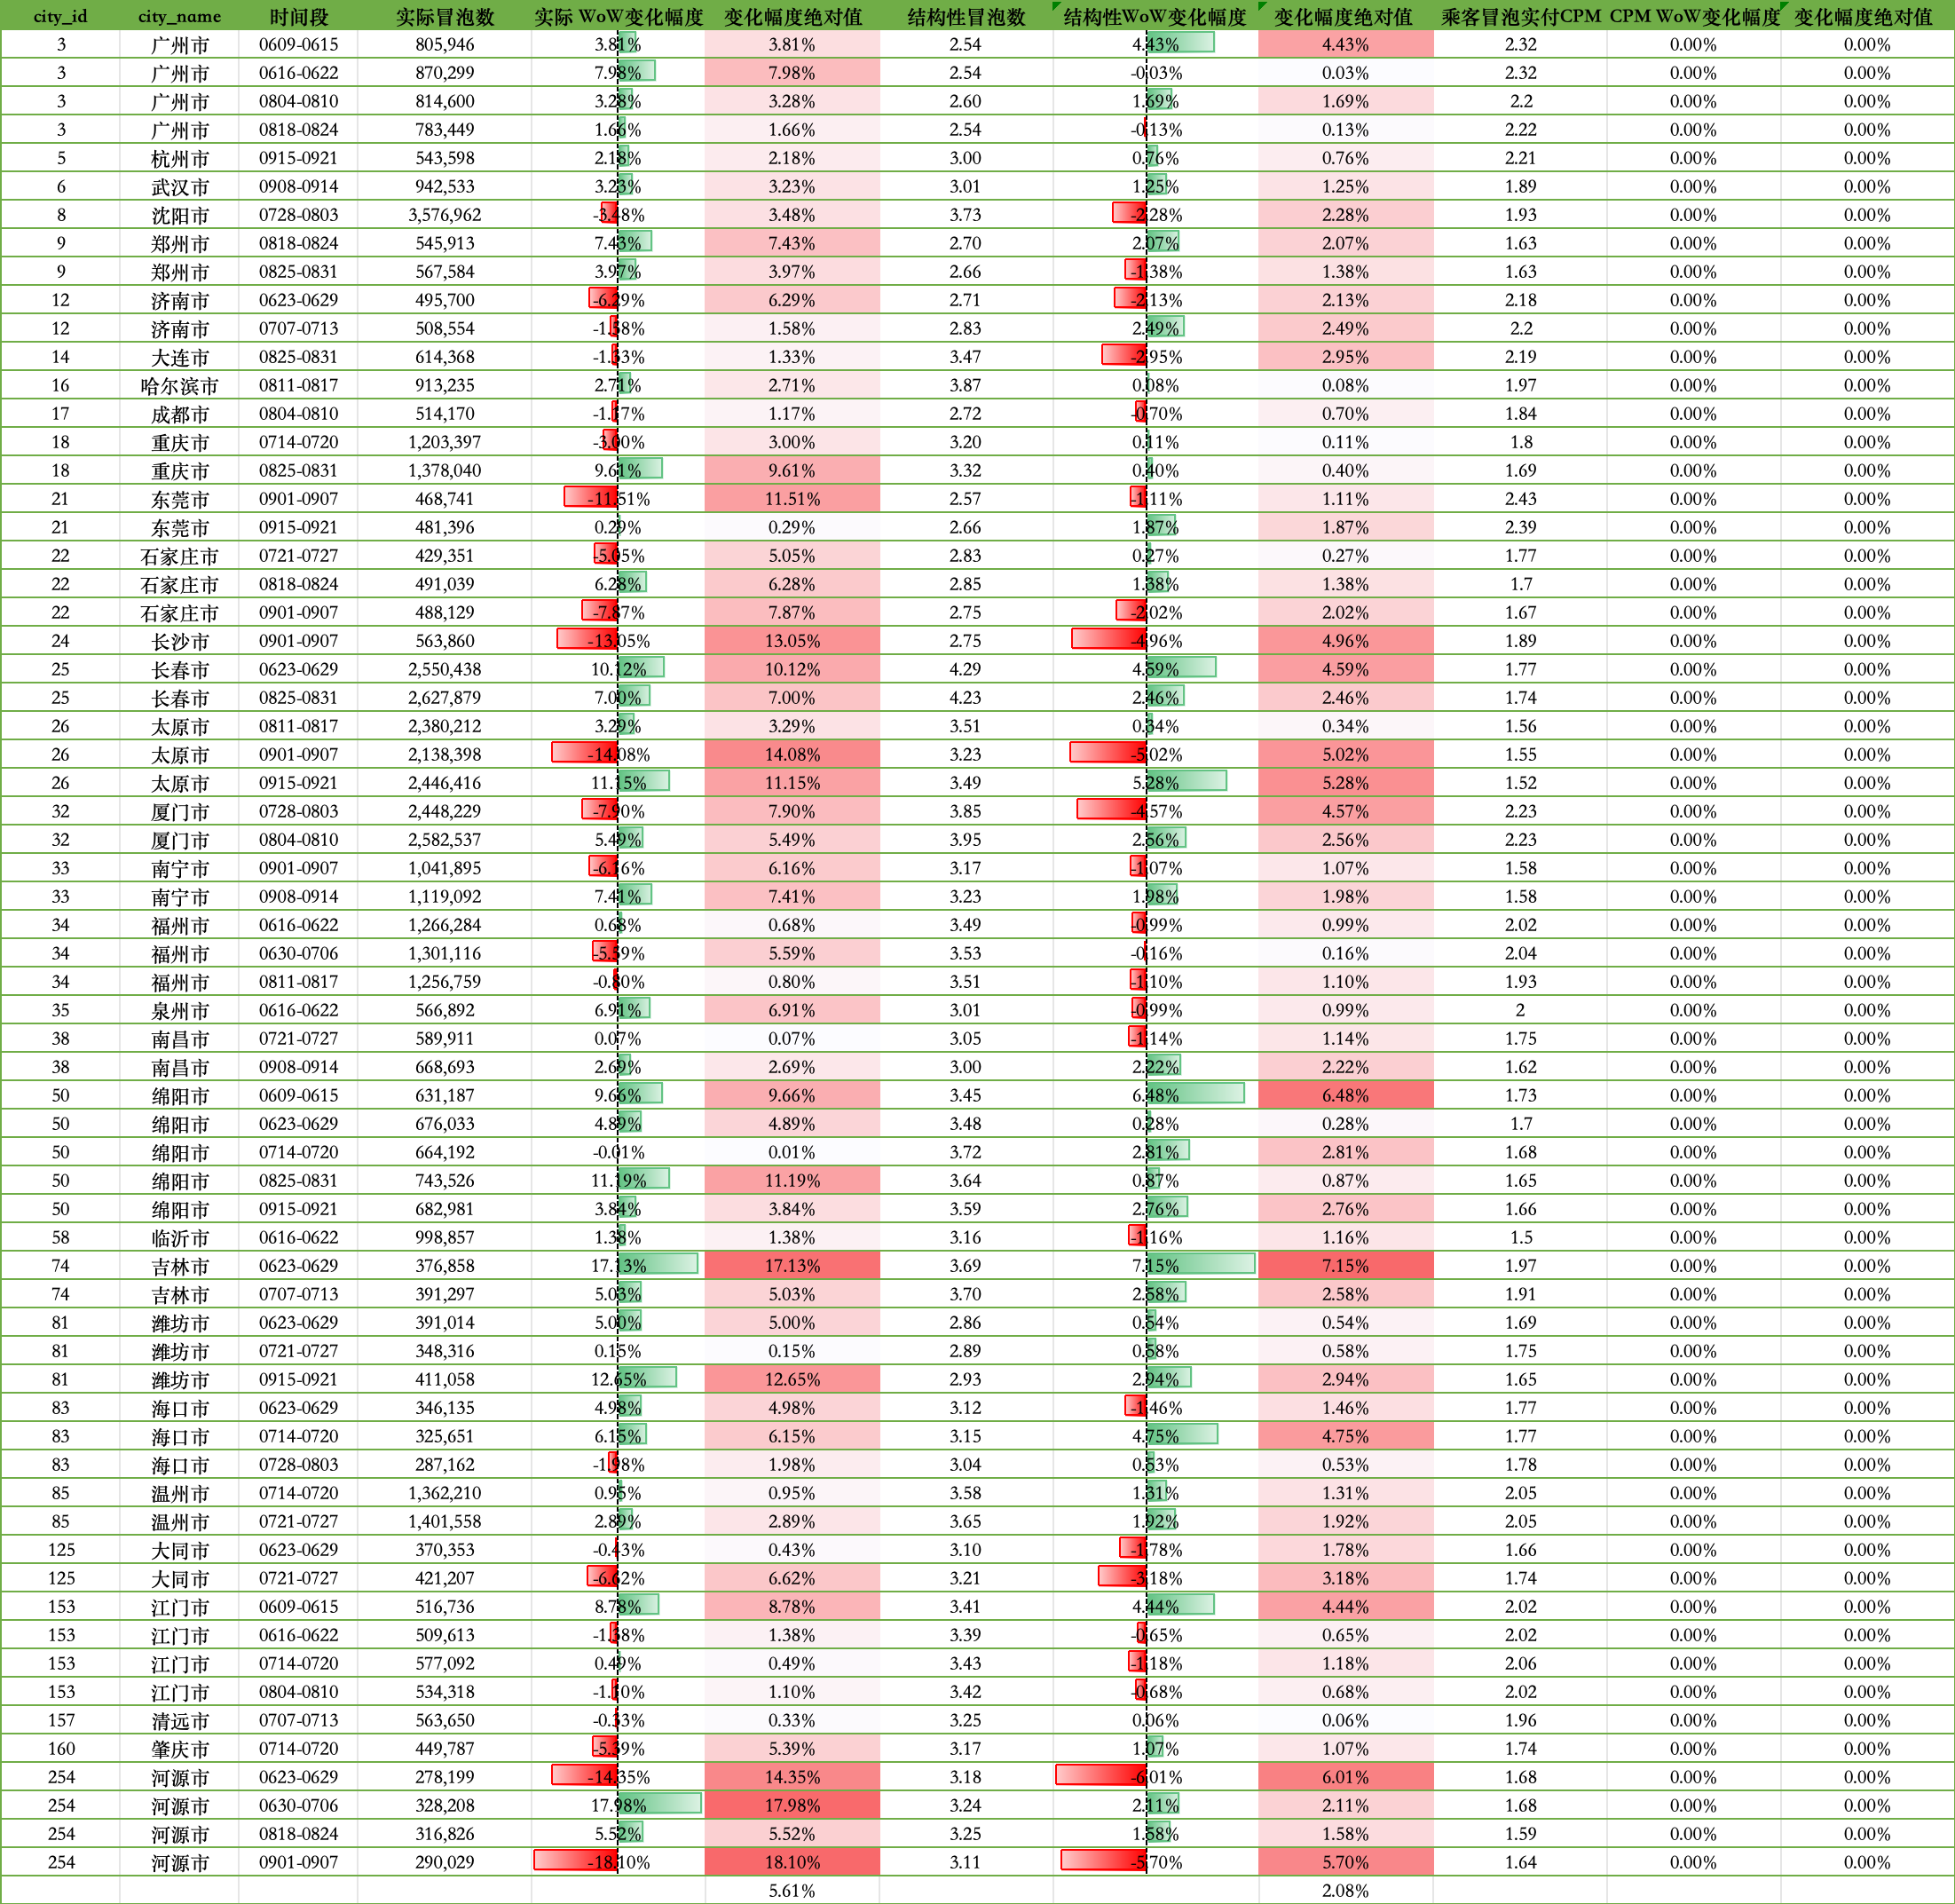 city_id city_name 时间段 实际冒泡数 实际 WoW变化幅度 变化幅度绝对值 结构性冒泡数 结构性WoW变化幅度 变化幅度绝对值 乘客冒泡实付CPM CPM WoW变化幅度 变化幅度绝对值
3 广州市 0609-0615 805,946 3.81% 3.81% 2.54 4.43% 4.43% 2.32 0.00% 0.00%
3 广州市 0616-0622 870,299 7.98% 7.98% 2.54 -0.03% 0.03% 2.32 0.00% 0.00%
3 广州市 0804-0810 814,600 3.28% 3.28% 2.60 1.69% 1.69% 2.2 0.00% 0.00%
3 广州市 0818-0824 783,449 1.66% 1.66% 2.54 -0.13% 0.13% 2.22 0.00% 0.00%
5 杭州市 0915-0921 543,598 2.18% 2.18% 3.00 0.76% 0.76% 2.21 0.00% 0.00%
6 武汉市 0908-0914 942,533 3.23% 3.23% 3.01 1.25% 1.25% 1.89 0.00% 0.00%
8 沈阳市 0728-0803 3,576,962 -3.48% 3.48% 3.73 -2.28% 2.28% 1.93 0.00% 0.00%
9 郑州市 0818-0824 545,913 7.43% 7.43% 2.70 2.07% 2.07% 1.63 0.00% 0.00%
9 郑州市 0825-0831 567,584 3.97% 3.97% 2.66 -1.38% 1.38% 1.63 0.00% 0.00%
12 济南市 0623-0629 495,700 -6.29% 6.29% 2.71 -2.13% 2.13% 2.18 0.00% 0.00%
12 济南市 0707-0713 508,554 -1.58% 1.58% 2.83 2.49% 2.49% 2.2 0.00% 0.00%
14 大连市 0825-0831 614,368 -1.33% 1.33% 3.47 -2.95% 2.95% 2.19 0.00% 0.00%
16 哈尔滨市 0811-0817 913,235 2.71% 2.71% 3.87 0.08% 0.08% 1.97 0.00% 0.00%
17 成都市 0804-0810 514,170 -1.17% 1.17% 2.72 -0.70% 0.70% 1.84 0.00% 0.00%
18 重庆市 0714-0720 1,203,397 -3.00% 3.00% 3.20 0.11% 0.11% 1.8 0.00% 0.00%
18 重庆市 0825-0831 1,378,040 9.61% 9.61% 3.32 0.40% 0.40% 1.69 0.00% 0.00%
21 东莞市 0901-0907 468,741 -11.51% 11.51% 2.57 -1.11% 1.11% 2.43 0.00% 0.00%
21 东莞市 0915-0921 481,396 0.29% 0.29% 2.66 1.87% 1.87% 2.39 0.00% 0.00%
22 石家庄市 0721-0727 429,351 -5.05% 5.05% 2.83 0.27% 0.27% 1.77 0.00% 0.00%
22 石家庄市 0818-0824 491,039 6.28% 6.28% 2.85 1.38% 1.38% 1.7 0.00% 0.00%
22 石家庄市 0901-0907 488,129 -7.87% 7.87% 2.75 -2.02% 2.02% 1.67 0.00% 0.00%
24 长沙市 0901-0907 563,860 -13.05% 13.05% 2.75 -4.96% 4.96% 1.89 0.00% 0.00%
25 长春市 0623-0629 2,550,438 10.12% 10.12% 4.29 4.59% 4.59% 1.77 0.00% 0.00%
25 长春市 0825-0831 2,627,879 7.00% 7.00% 4.23 2.46% 2.46% 1.74 0.00% 0.00%
26 太原市 0811-0817 2,380,212 3.29% 3.29% 3.51 0.34% 0.34% 1.56 0.00% 0.00%
26 太原市 0901-0907 2,138,398 -14.08% 14.08% 3.23 -5.02% 5.02% 1.55 0.00% 0.00%
26 太原市 0915-0921 2,446,416 11.15% 11.15% 3.49 5.28% 5.28% 1.52 0.00% 0.00%
32 厦门市 0728-0803 2,448,229 -7.90% 7.90% 3.85 -4.57% 4.57% 2.23 0.00% 0.00%
32 厦门市 0804-0810 2,582,537 5.49% 5.49% 3.95 2.56% 2.56% 2.23 0.00% 0.00%
33 南宁市 0901-0907 1,041,895 -6.16% 6.16% 3.17 -1.07% 1.07% 1.58 0.00% 0.00%
33 南宁市 0908-0914 1,119,092 7.41% 7.41% 3.23 1.98% 1.98% 1.58 0.00% 0.00%
34 福州市 0616-0622 1,266,284 0.68% 0.68% 3.49 -0.99% 0.99% 2.02 0.00% 0.00%
34 福州市 0630-0706 1,301,116 -5.59% 5.59% 3.53 -0.16% 0.16% 2.04 0.00% 0.00%
34 福州市 0811-0817 1,256,759 -0.80% 0.80% 3.51 -1.10% 1.10% 1.93 0.00% 0.00%
35 泉州市 0616-0622 566,892 6.91% 6.91% 3.01 -0.99% 0.99% 2 0.00% 0.00%
38 南昌市 0721-0727 589,911 0.07% 0.07% 3.05 -1.14% 1.14% 1.75 0.00% 0.00%
38 南昌市 0908-0914 668,693 2.69% 2.69% 3.00 2.22% 2.22% 1.62 0.00% 0.00%
50 绵阳市 0609-0615 631,187 9.66% 9.66% 3.45 6.48% 6.48% 1.73 0.00% 0.00%
50 绵阳市 0623-0629 676,033 4.89% 4.89% 3.48 0.28% 0.28% 1.7 0.00% 0.00%
50 绵阳市 0714-0720 664,192 -0.01% 0.01% 3.72 2.81% 2.81% 1.68 0.00% 0.00%
50 绵阳市 0825-0831 743,526 11.19% 11.19% 3.64 0.87% 0.87% 1.65 0.00% 0.00%
50 绵阳市 0915-0921 682,981 3.84% 3.84% 3.59 2.76% 2.76% 1.66 0.00% 0.00%
58 临沂市 0616-0622 998,857 1.38% 1.38% 3.16 -1.16% 1.16% 1.5 0.00% 0.00%
74 吉林市 0623-0629 376,858 17.13% 17.13% 3.69 7.15% 7.15% 1.97 0.00% 0.00%
74 吉林市 0707-0713 391,297 5.03% 5.03% 3.70 2.58% 2.58% 1.91 0.00% 0.00%
81 潍坊市 0623-0629 391,014 5.00% 5.00% 2.86 0.54% 0.54% 1.69 0.00% 0.00%
81 潍坊市 0721-0727 348,316 0.15% 0.15% 2.89 0.58% 0.58% 1.75 0.00% 0.00%
81 潍坊市 0915-0921 411,058 12.65% 12.65% 2.93 2.94% 2.94% 1.65 0.00% 0.00%
83 海口市 0623-0629 346,135 4.98% 4.98% 3.12 -1.46% 1.46% 1.77 0.00% 0.00%
83 海口市 0714-0720 325,651 6.15% 6.15% 3.15 4.75% 4.75% 1.77 0.00% 0.00%
83 海口市 0728-0803 287,162 -1.98% 1.98% 3.04 0.53% 0.53% 1.78 0.00% 0.00%
85 温州市 0714-0720 1,362,210 0.95% 0.95% 3.58 1.31% 1.31% 2.05 0.00% 0.00%
85 温州市 0721-0727 1,401,558 2.89% 2.89% 3.65 1.92% 1.92% 2.05 0.00% 0.00%
125 大同市 0623-0629 370,353 -0.43% 0.43% 3.10 -1.78% 1.78% 1.66 0.00% 0.00%
125 大同市 0721-0727 421,207 -6.62% 6.62% 3.21 -3.18% 3.18% 1.74 0.00% 0.00%
153 江门市 0609-0615 516,736 8.78% 8.78% 3.41 4.44% 4.44% 2.02 0.00% 0.00%
153 江门市 0616-0622 509,613 -1.38% 1.38% 3.39 -0.65% 0.65% 2.02 0.00% 0.00%
153 江门市 0714-0720 577,092 0.49% 0.49% 3.43 -1.18% 1.18% 2.06 0.00% 0.00%
153 江门市 0804-0810 534,318 -1.10% 1.10% 3.42 -0.68% 0.68% 2.02 0.00% 0.00%
157 清远市 0707-0713 563,650 -0.33% 0.33% 3.25 0.06% 0.06% 1.96 0.00% 0.00%
160 肇庆市 0714-0720 449,787 -5.39% 5.39% 3.17 1.07% 1.07% 1.74 0.00% 0.00%
254 河源市 0623-0629 278,199 -14.35% 14.35% 3.18 -6.01% 6.01% 1.68 0.00% 0.00%
254 河源市 0630-0706 328,208 17.98% 17.98% 3.24 2.11% 2.11% 1.68 0.00% 0.00%
254 河源市 0818-0824 316,826 5.52% 5.52% 3.25 1.58% 1.58% 1.59 0.00% 0.00%
254 河源市 0901-0907 290,029 -18.10% 18.10% 3.11 -5.70% 5.70% 1.64 0.00% 0.00%
5.61% 2.08%